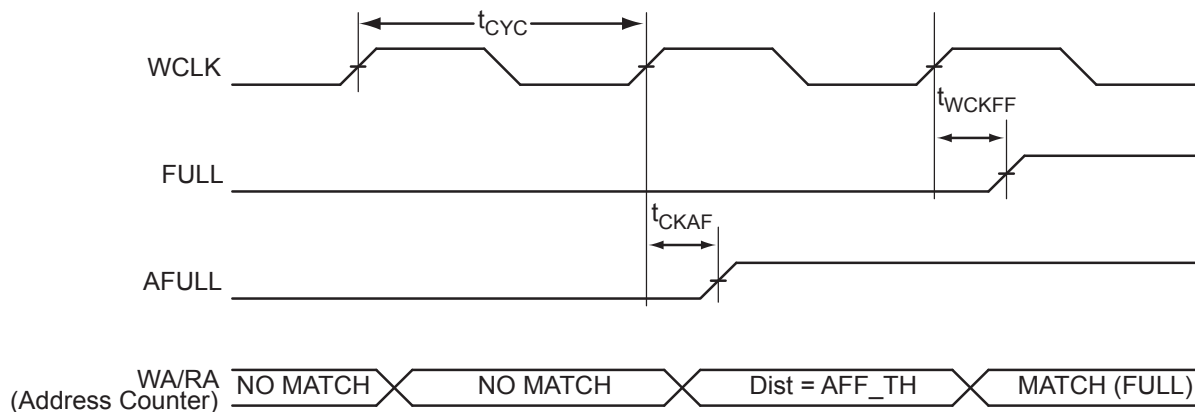 tCYC
WCLK
tWCKFF
FULL
tCKAF
AFULL
WA/RA
(Address Counter)
NO MATCH
NO MATCH
Dist = AFF_TH
MATCH (FULL)